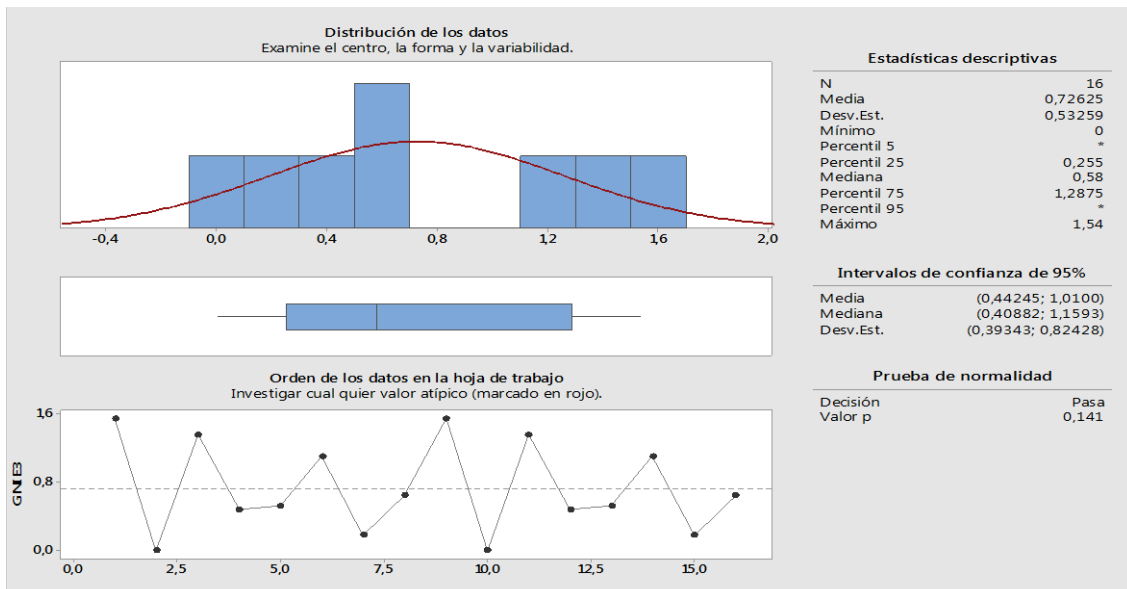 Distribución de los datos
Examine el centro, la forma y la variabilidad.
-0,4 0,0 0,4 0,8 1,2 1,6 2,0
Orden de los datos en la hoja de trabajo
Investigar cual quier valor atípico (marcado en rojo).
1,6
0,8
0,0
GNIE3
0,0 2,5 5,0 7,5 10,0 12,5 15,0
Estadísticas descriptivas
N 16
Media 0,72625
Desv.Est. 0,53259
Mínimo 0
Percentil 5 *
Percentil 25 0,255
Mediana 0,58
Percentil 75 1,2875
Percentil 95 *
Máximo 1,54
Intervalos de confianza de 95%
Media (0,44245; 1,0100)
Mediana (0,40882; 1,1593)
Desv.Est. (0,39343; 0,82428)
Prueba de normalidad
Decisión Pasa
Valor p 0,141